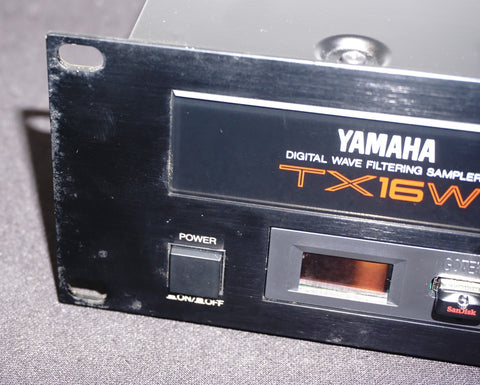 YAMAHA
DIGITAL WAVE FILTERING SAMPLER
TX16W
POWER
ON/OFF
SanDisk